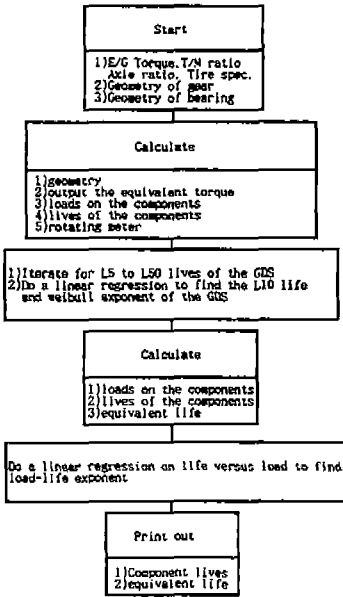 Start
1)E/G Torque,T/M ratio
Axle ratio, Tire spec.
2)Geometry of gear
3)Geometry of bearing
Calculate
1)geometry
2)output the equivalent torque
3)loads on the components
4)lives of the components
5)rotating meter
1)Iterate for L5 to L50 lives of the GDS
2)Do a linear regression to find the L10 life
and weibull exponent of the GDS
Calculate
1)loads on the components
2)lives of the components
3)equivalent life
Do a linear regression on life versus load to find
load-life exponent
Print out
1)Component lives
2)equivalent life